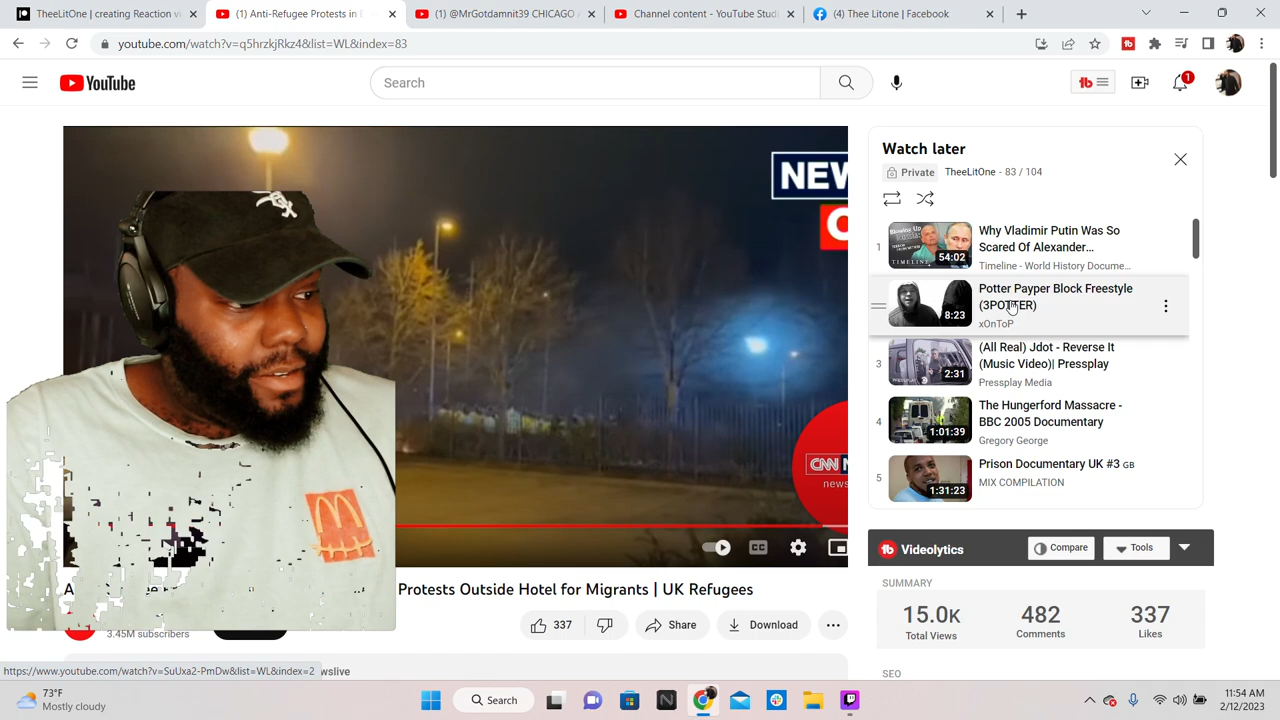 TheeLitOne | creating Reaction vi
(1) Anti-Refugee Protests in E
(1) @MrGotdamnit39 CHICAGO A
Channel content - YouTube Studi
(4) Thee Litone | Facebook
youtube.com/watch?v=q5hrzkjRkz4&list=WL&index=83
YouTube
Search
1
NEW
CNN N
news
Watch later
Private TheeLitOne - 83 / 104
1
TIMELINE
54:02
Why Vladimir Putin Was So
Scared Of Alexander...
Timeline - World History Docume...
8:23
Potter Payper Block Freestyle
(3POTTER)
xOnToP
3
2:31
(All Real) Jdot - Reverse It
(Music Video)| Pressplay
Pressplay Media
4
1:01:39
The Hungerford Massacre -
BBC 2005 Documentary
Gregory George
5
1:31:23
Prison Documentary UK #3 GB
MIX COMPILATION
Videolytics
Compare
Tools
SUMMARY
15.0K
482
337
Total Views
Comments
Likes
SEO
Protests Outside Hotel for Migrants | UK Refugees
3.45M subscribers
337
Share
Download
https://www.youtube.com/watch?v=SuUxa2-PmDw&list=WL&index=2
wslive
73°F
Mostly cloudy
Search
11:54 AM
2/12/2023